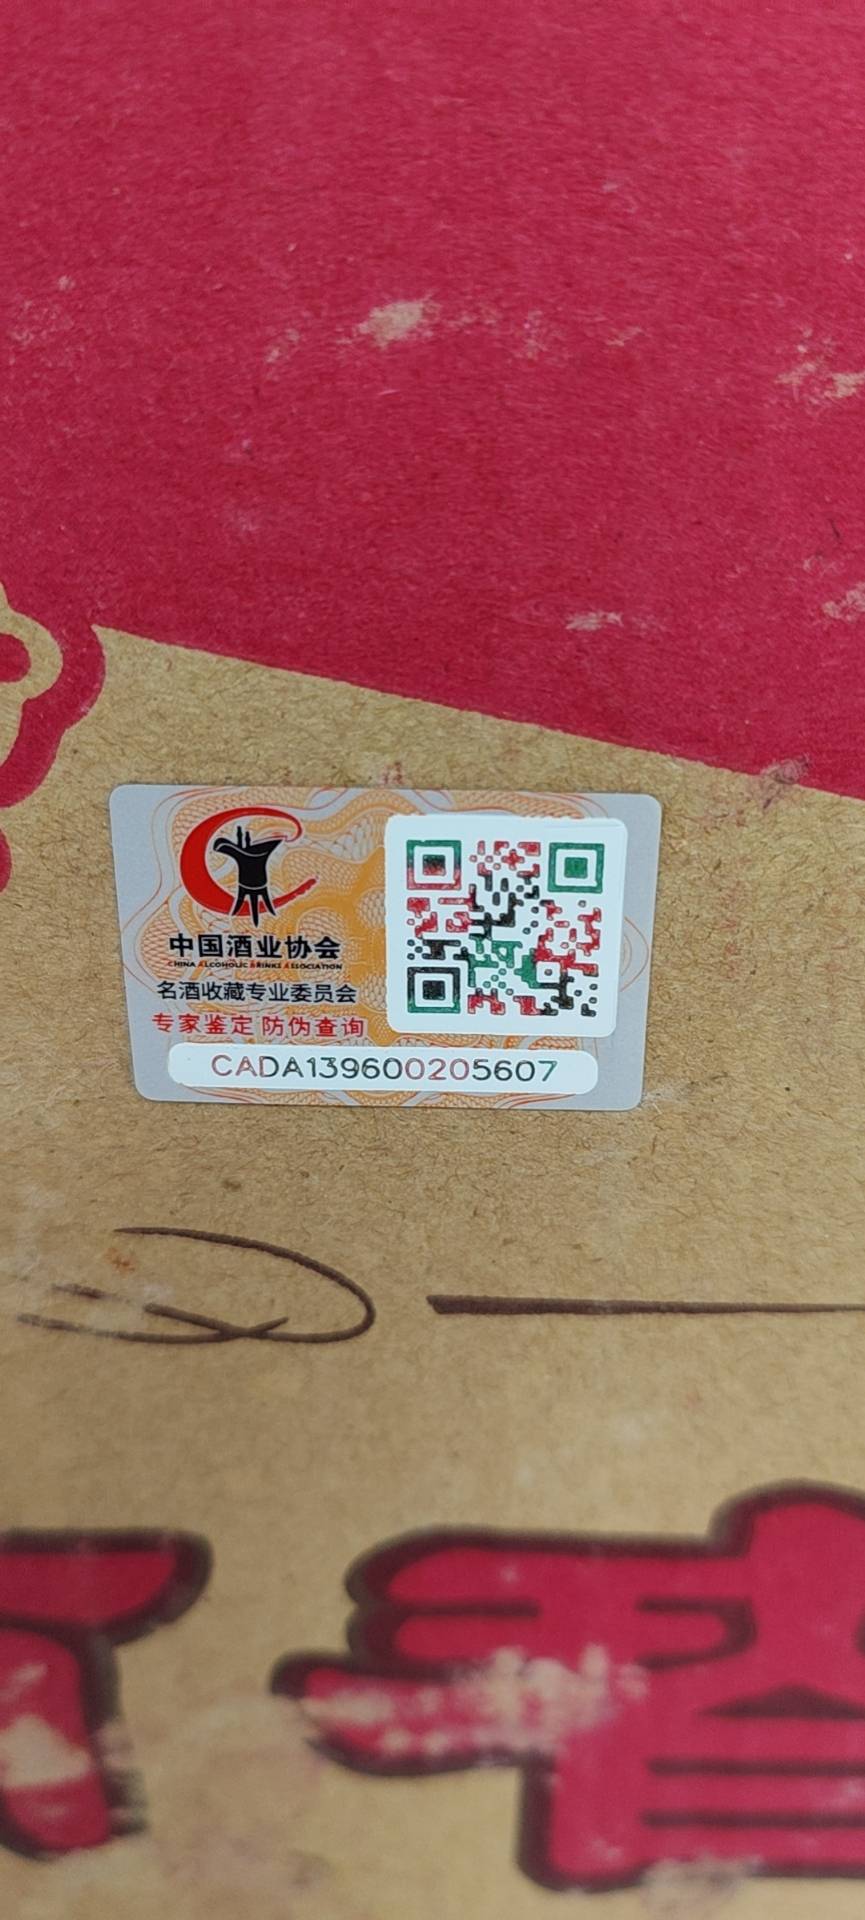 中国酒业协会
CHINA ALCOHOLIC DRINKS ASSOCIATION
名酒收藏专业委员会
专家鉴定 防伪查询
CADA139600205607